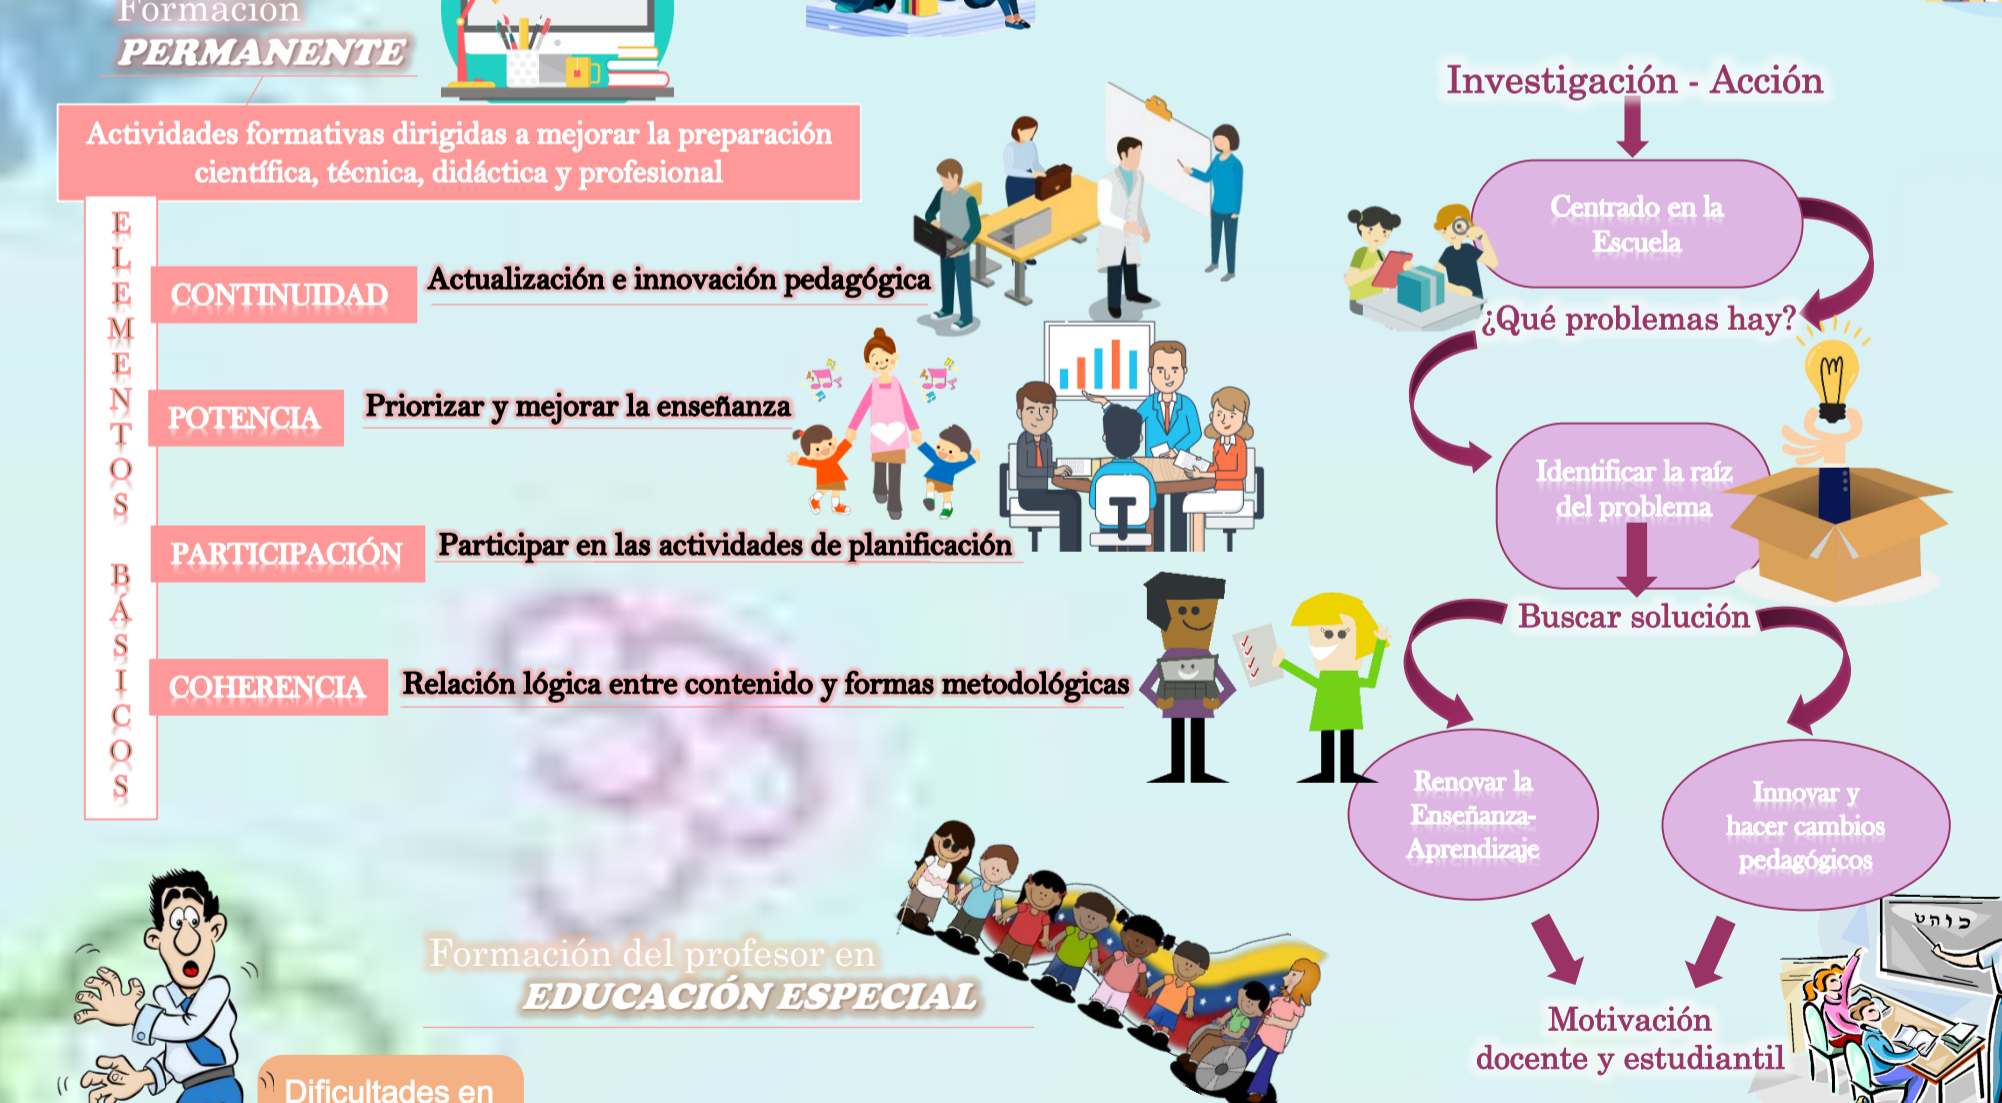 Formación
PERMANENTE
Actividades formativas dirigidas a mejorar la preparación
científica, técnica, didáctica y profesional
ELEMENTOS BÁSICOS
CONTINUIDAD
Actualización e innovación pedagógica
POTENCIA
Priorizar y mejorar la enseñanza
PARTICIPACIÓN
Participar en las actividades de planificación
COHERENCIA
Relación lógica entre contenido y formas metodológicas
Formación del profesor en
EDUCACIÓN ESPECIAL
Dificultades en
Investigación - Acción
Centrado en la
Escuela
¿Qué problemas hay?
Identificar la raíz
del problema
Buscar solución
Renovar la
Enseñanza-
Aprendizaje
Innovar y
hacer cambios
pedagógicos
Motivación
docente y estudiantil